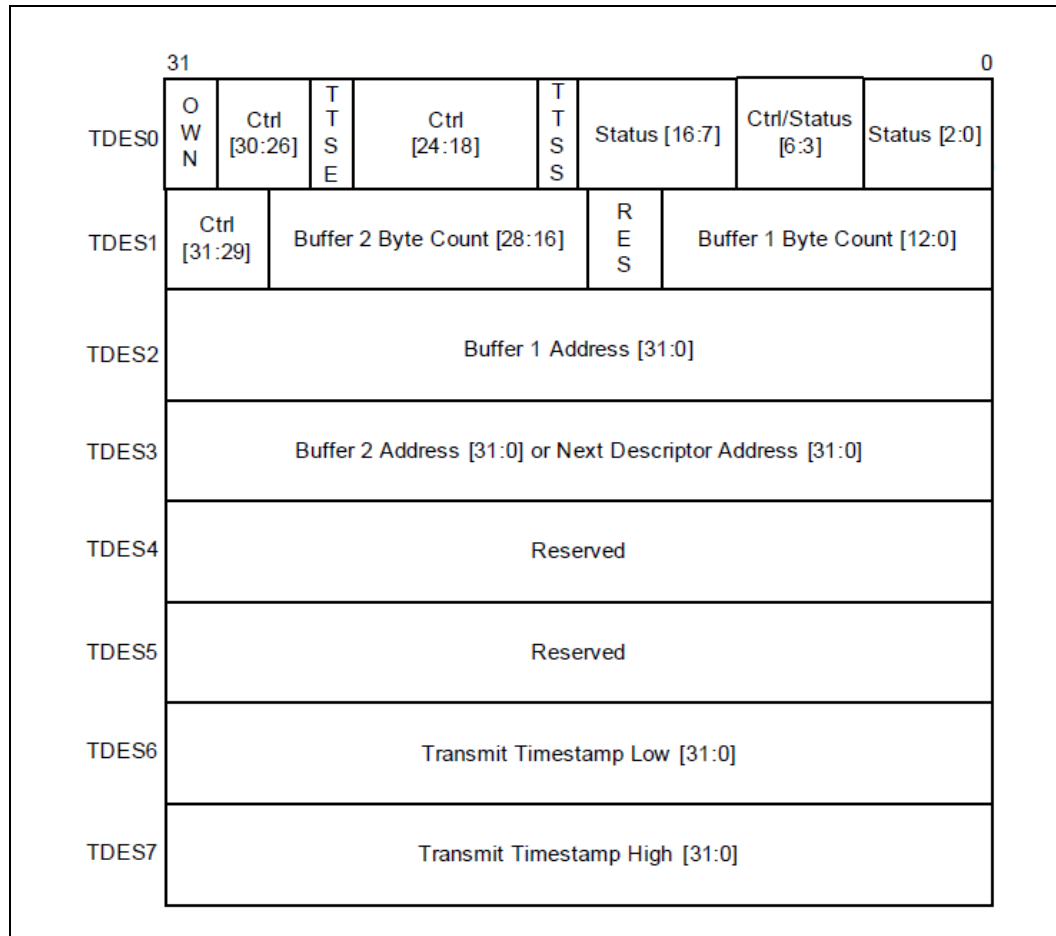 31 0
TDES0
O
W
N
Ctrl
[30:26]
T
T
S
E
Ctrl
[24:18]
T
T
S
S
Status [16:7]
Ctrl/Status
[6:3]
Status [2:0]
TDES1
Ctrl
[31:29]
Buffer 2 Byte Count [28:16]
R
E
S
Buffer 1 Byte Count [12:0]
TDES2
Buffer 1 Address [31:0]
TDES3
Buffer 2 Address [31:0] or Next Descriptor Address [31:0]
TDES4
Reserved
TDES5
Reserved
TDES6
Transmit Timestamp Low [31:0]
TDES7
Transmit Timestamp High [31:0]